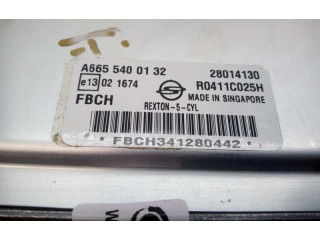 A665 540 01 32 28014130
e13 02 1674 R0411C025H
MADE IN SINGAPORE
FBCH
REXTON-5-CYL
*FBCH341280442*